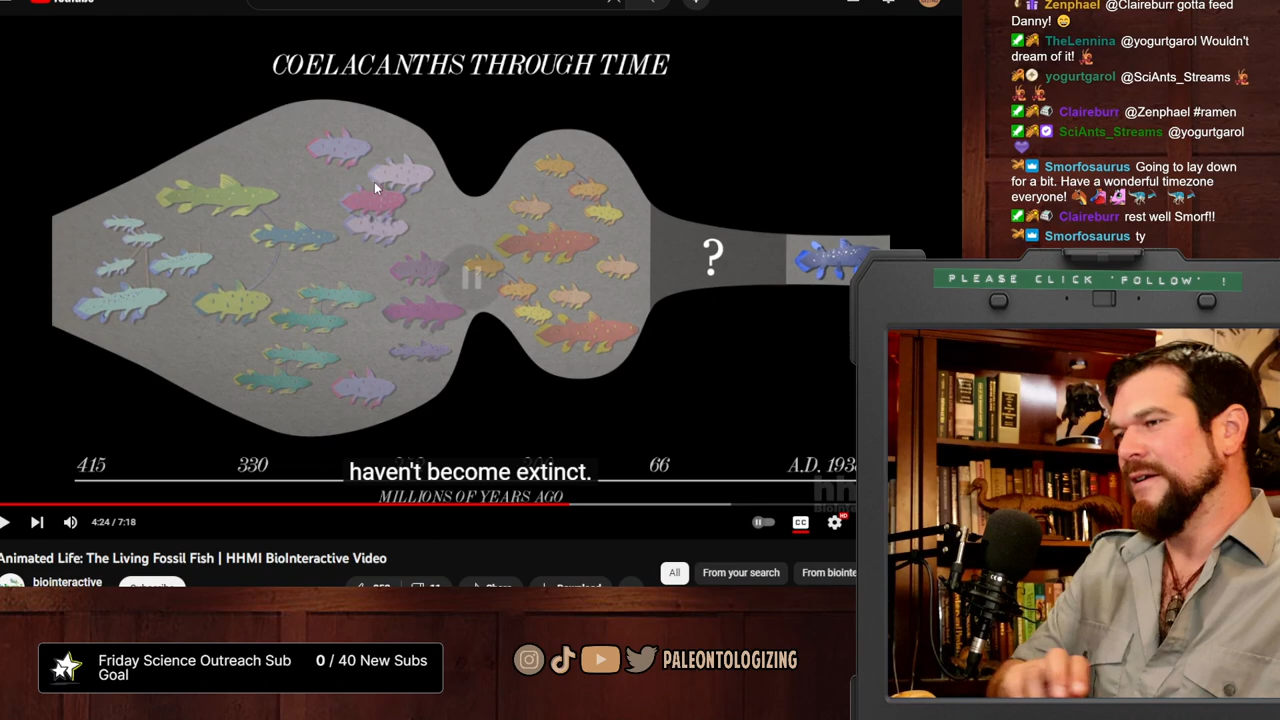 COELACANTHS THROUGH TIME
?
415 330 66 A.D. 193
haven't become extinct.
MILLIONS OF YEARS AGO
4:24 / 7:18
CC
HD
Animated Life: The Living Fossil Fish | HHMI BioInteractive Video
biointeractive
All
From your search
From biointe
Zenphael @Claireburr gotta feed
Danny!
TheLennina @yogurtgarol Wouldn't
dream of it!
yogurtgarol @SciAnts_Streams
Claireburr @Zenphael #ramen
SciAnts_Streams @yogurtgarol
Smorfosaurus Going to lay down
for a bit. Have a wonderful timezone
everyone!
Claireburr rest well Smorf!!
Smorfosaurus ty
PLEASE CLICK 'FOLLOW' !
Friday Science Outreach Sub
Goal
0 / 40 New Subs
PALEONTOLOGIZING